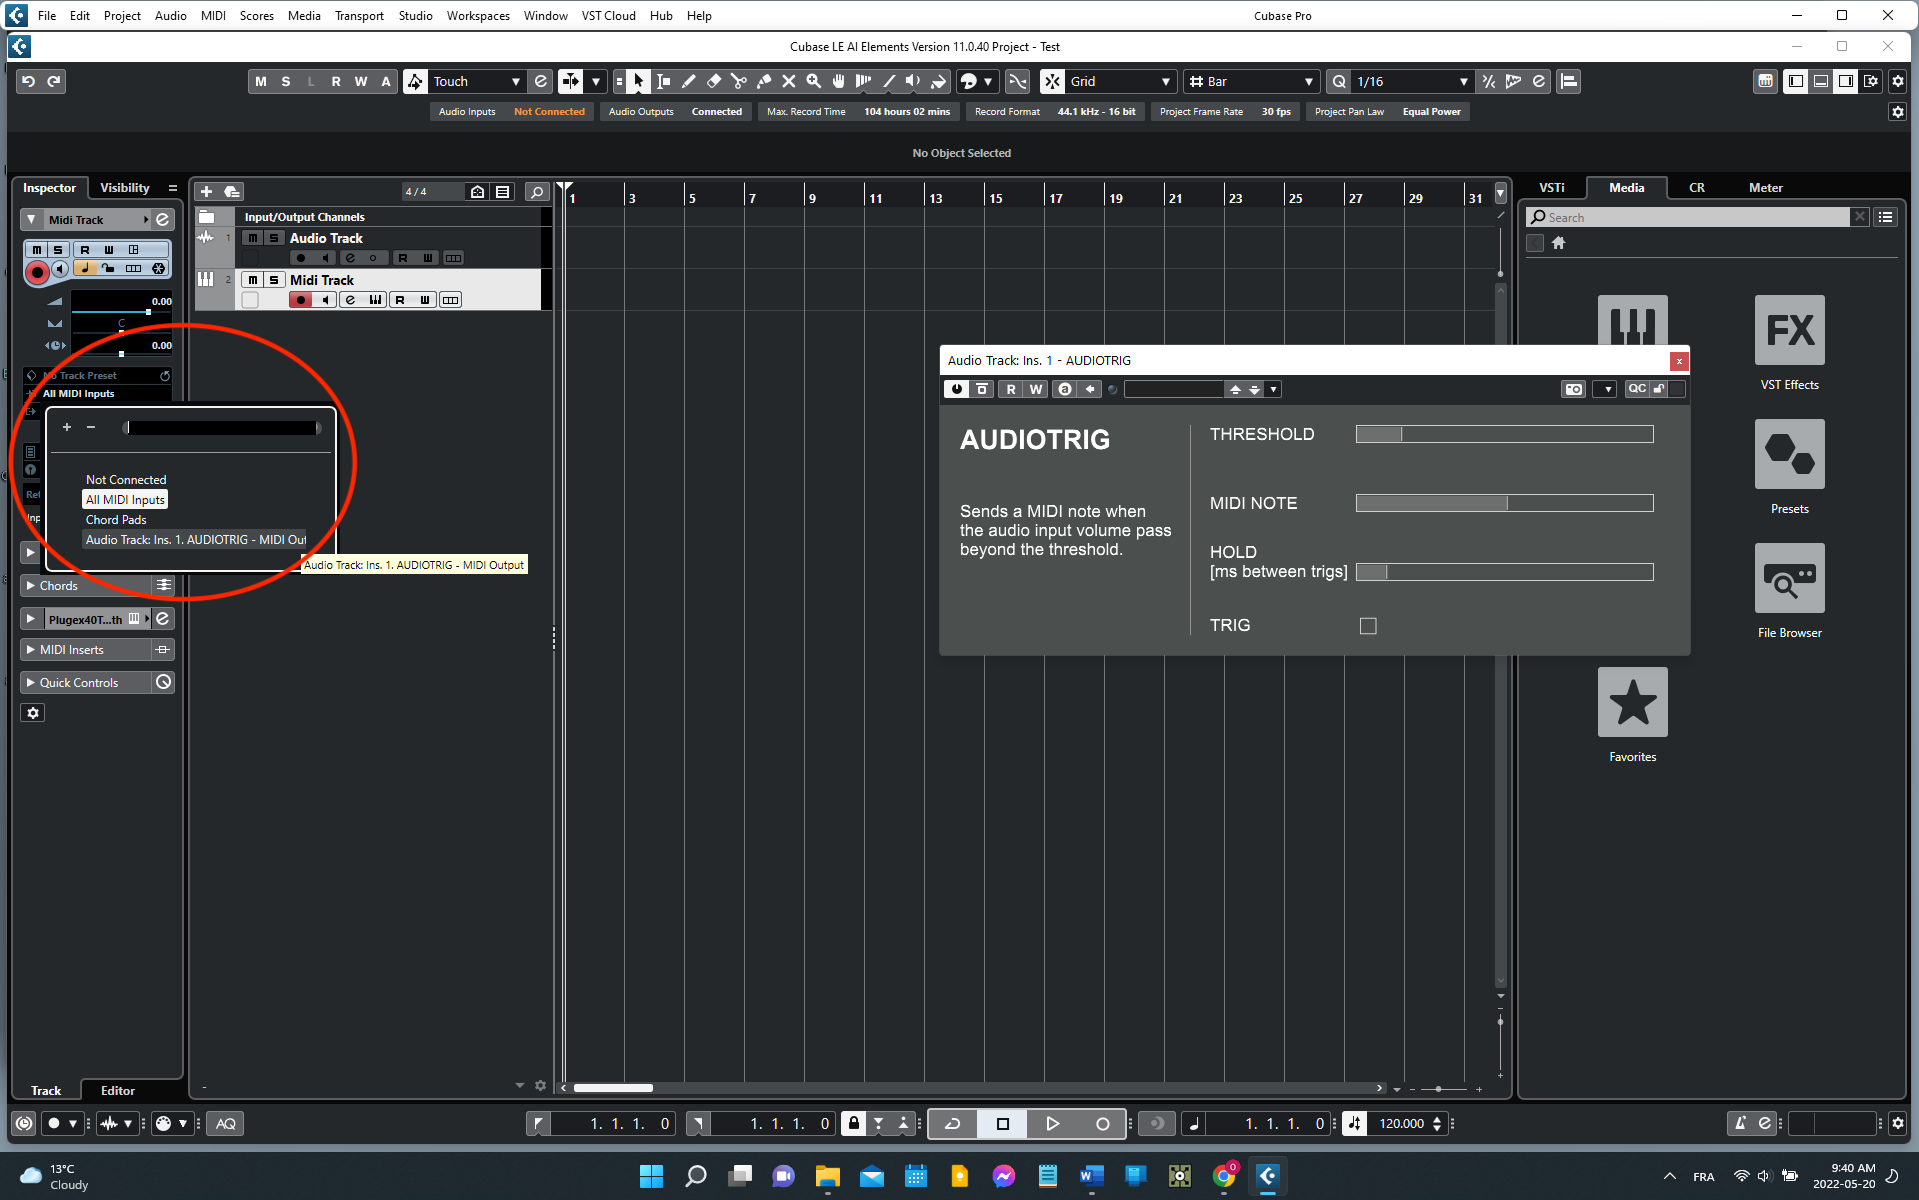 File Edit Project Audio MIDI Scores Media Transport Studio Workspaces Window VST Cloud Hub Help
Cubase Pro
Cubase LE AI Elements Version 11.0.40 Project - Test
M S L R W A Touch Grid Bar Q 1/16
Audio Inputs Not Connected Audio Outputs Connected Max. Record Time 104 hours 02 mins Record Format 44.1 kHz - 16 bit Project Frame Rate 30 fps Project Pan Law Equal Power
No Object Selected
Inspector Visibility
4 / 4
1 3 5 7 9 11 13 15 17 19 21 23 25 27 29 31
VSTi Media CR Meter
Midi Track
Input/Output Channels
Search
M S R W
1 M S Audio Track
R W
2 M S Midi Track
R W
0.00
C
0.00
No Track Preset
All MIDI Inputs
Not Connected
All MIDI Inputs
Chord Pads
Audio Track: Ins. 1. AUDIOTRIG - MIDI Out
Audio Track: Ins. 1. AUDIOTRIG - MIDI Output
Chords
Plugex40T...th
MIDI Inserts
Quick Controls
Audio Track: Ins. 1 - AUDIOTRIG
R W QC
AUDIOTRIG
Sends a MIDI note when
the audio input volume pass
beyond the threshold.
THRESHOLD
MIDI NOTE
HOLD
[ms between trigs]
TRIG
FX
VST Effects
Presets
File Browser
Favorites
Track Editor
AQ
1. 1. 1. 0
1. 1. 1. 0
1. 1. 1. 0
120.000
13°C
Cloudy
0
FRA
9:40 AM
2022-05-20